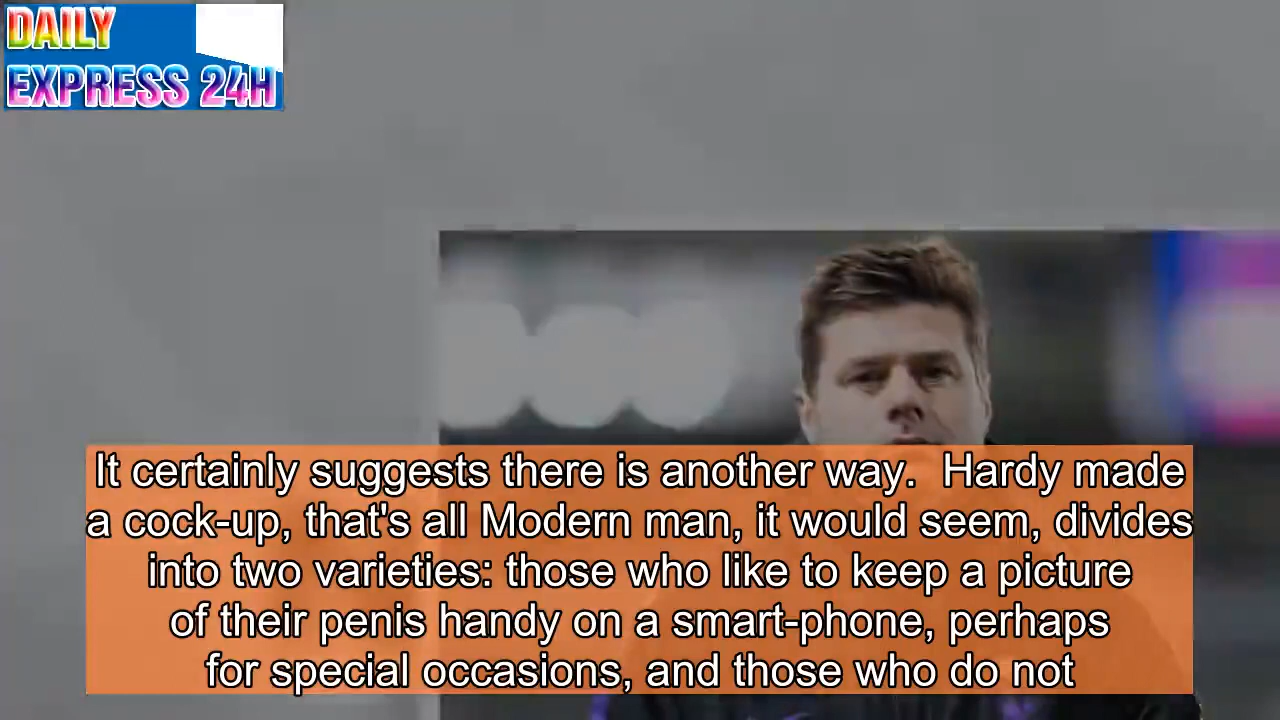 DAILY
EXPRESS 24H
It certainly suggests there is another way.  Hardy made
a cock-up, that's all Modern man, it would seem, divides
into two varieties: those who like to keep a picture
of their penis handy on a smart-phone, perhaps
for special occasions, and those who do not